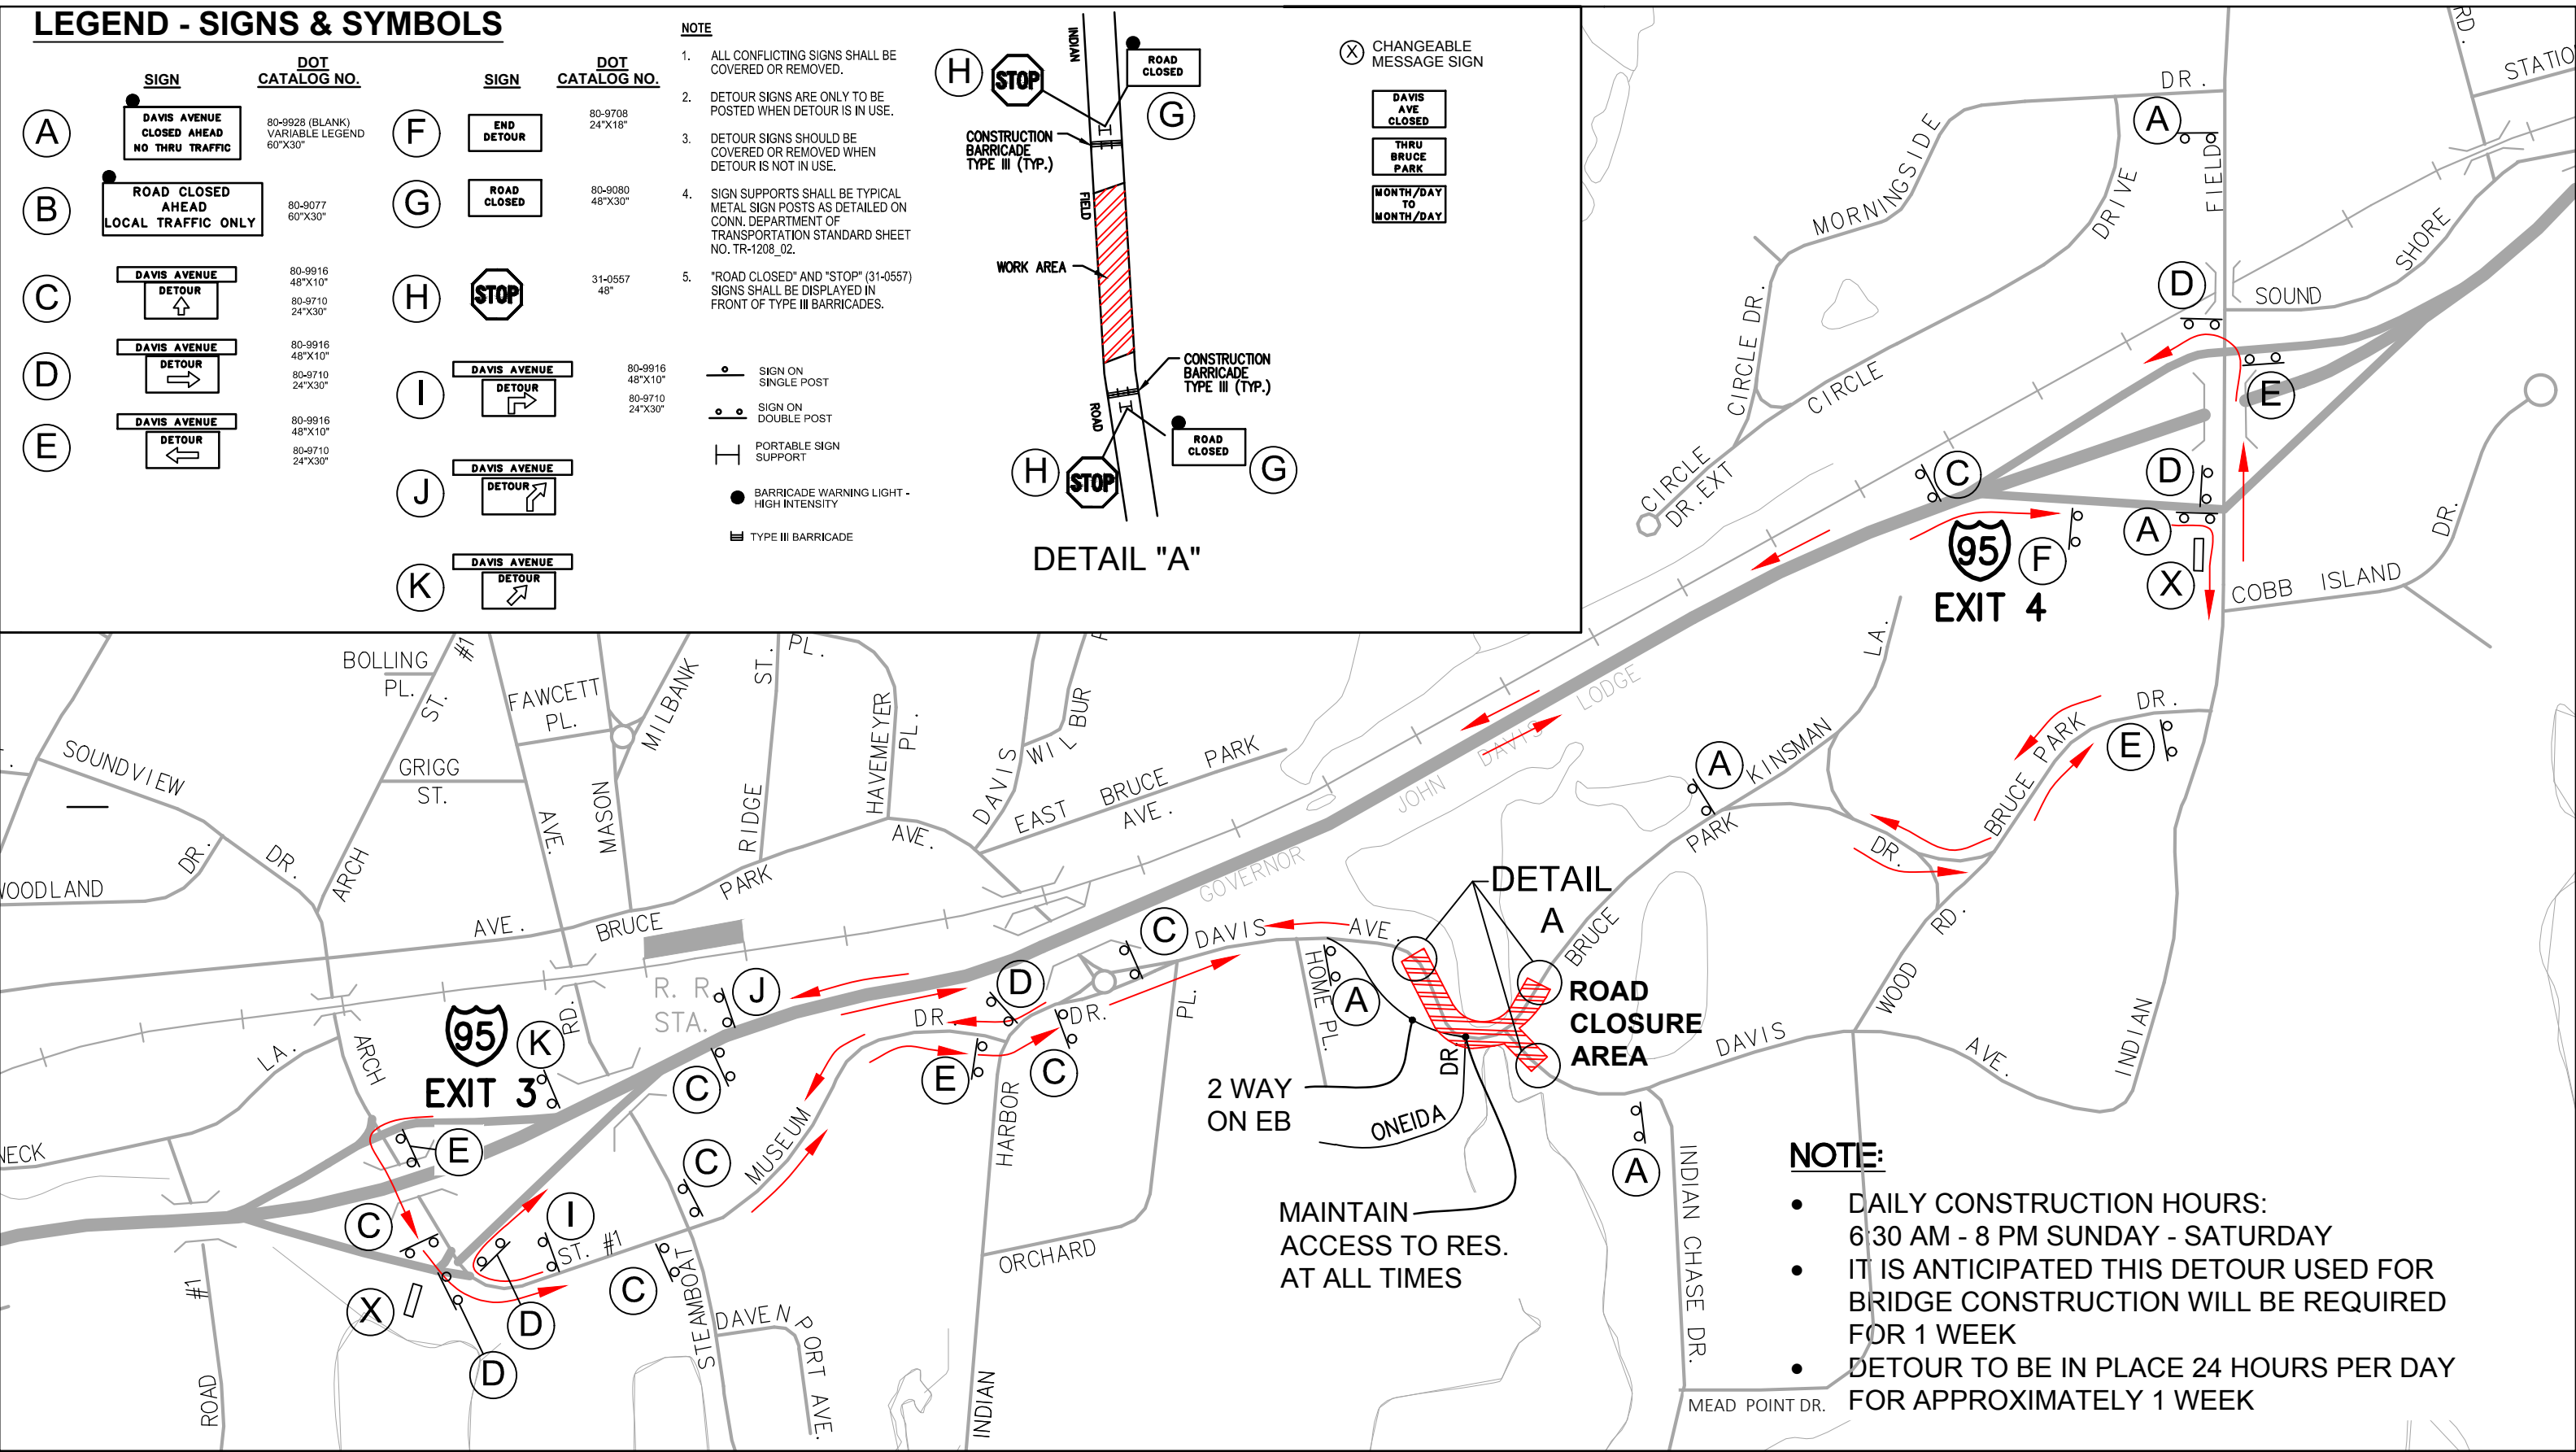 LEGEND - SIGNS & SYMBOLS
SIGN
DOT
CATALOG NO.
A
DAVIS AVENUE
CLOSED AHEAD
NO THRU TRAFFIC
80-9928 (BLANK)
VARIABLE LEGEND
60"X30"
B
ROAD CLOSED
AHEAD
LOCAL TRAFFIC ONLY
80-9077
60"X30"
C
DAVIS AVENUE
DETOUR
80-9916
48"X10"
80-9710
24"X30"
D
DAVIS AVENUE
DETOUR
80-9916
48"X10"
80-9710
24"X30"
E
DAVIS AVENUE
DETOUR
80-9916
48"X10"
80-9710
24"X30"
SIGN
DOT
CATALOG NO.
F
END
DETOUR
80-9708
24"X18"
G
ROAD
CLOSED
80-9080
48"X30"
H
STOP
31-0557
48"
I
DAVIS AVENUE
DETOUR
80-9916
48"X10"
80-9710
24"X30"
J
DAVIS AVENUE
DETOUR
K
DAVIS AVENUE
DETOUR
NOTE
1. ALL CONFLICTING SIGNS SHALL BE
COVERED OR REMOVED.
2. DETOUR SIGNS ARE ONLY TO BE
POSTED WHEN DETOUR IS IN USE.
3. DETOUR SIGNS SHOULD BE
COVERED OR REMOVED WHEN
DETOUR IS NOT IN USE.
4. SIGN SUPPORTS SHALL BE TYPICAL
METAL SIGN POSTS AS DETAILED ON
CONN. DEPARTMENT OF
TRANSPORTATION STANDARD SHEET
NO. TR-1208_02.
5. "ROAD CLOSED" AND "STOP" (31-0557)
SIGNS SHALL BE DISPLAYED IN
FRONT OF TYPE III BARRICADES.
SIGN ON
SINGLE POST
SIGN ON
DOUBLE POST
PORTABLE SIGN
SUPPORT
BARRICADE WARNING LIGHT -
HIGH INTENSITY
TYPE III BARRICADE
H
STOP
INDIAN
ROAD
CLOSED
G
CONSTRUCTION
BARRICADE
TYPE III (TYP.)
FIELD
WORK AREA
CONSTRUCTION
BARRICADE
TYPE III (TYP.)
ROAD
H
STOP
ROAD
CLOSED
G
DETAIL "A"
X
CHANGEABLE
MESSAGE SIGN
DAVIS
AVE
CLOSED
THRU
BRUCE
PARK
MONTH/DAY
TO
MONTH/DAY
RD.
STATIO
DR.
A
MORNINGSIDE
DRIVE
FIELD
SHORE
D
SOUND
CIRCLE DR.
CIRCLE
E
CIRCLE
DR. EXT
C
D
A
DR.
95
F
X
EXIT 4
COBB ISLAND
LA.
BOLLING
PL.
#1
ST.
FAWCETT
PL.
MILBANK
ST.
PL.
SOUNDVIEW
GRIGG
ST.
HAVEMEYER
PL.
DAVIS
WILBUR
EAST BRUCE PARK
AVE.
LODGE
DAVIS
JOHN
GOVERNOR
A
KINSMAN
DR.
BRUCE PARK
E
DR.
DR.
AVE.
MASON
RIDGE
AVE.
WOODLAND
ARCH
PARK
PARK
DR.
AVE.
BRUCE
DETAIL
A
BRUCE
C
DAVIS
AVE.
RD.
WOOD
R. R.
STA.
J
D
DR.
DR.
PL.
HOME PL.
A
ROAD
CLOSURE
AREA
DAVIS
AVE.
INDIAN
95
K
RD.
EXIT 3
ARCH
LA.
C
E
C
HARBOR
2 WAY
ON EB
DR
ONEIDA
NECK
E
MUSEUM
C
A
C
I
ST. #1
C
STEAMBOAT
ORCHARD
MAINTAIN
ACCESS TO RES.
AT ALL TIMES
INDIAN CHASE DR.
X
D
D
DAVENPORT AVE.
#1
ROAD
INDIAN
MEAD POINT DR.
NOTE:
• DAILY CONSTRUCTION HOURS:
6:30 AM - 8 PM SUNDAY - SATURDAY
• IT IS ANTICIPATED THIS DETOUR USED FOR
BRIDGE CONSTRUCTION WILL BE REQUIRED
FOR 1 WEEK
• DETOUR TO BE IN PLACE 24 HOURS PER DAY
FOR APPROXIMATELY 1 WEEK